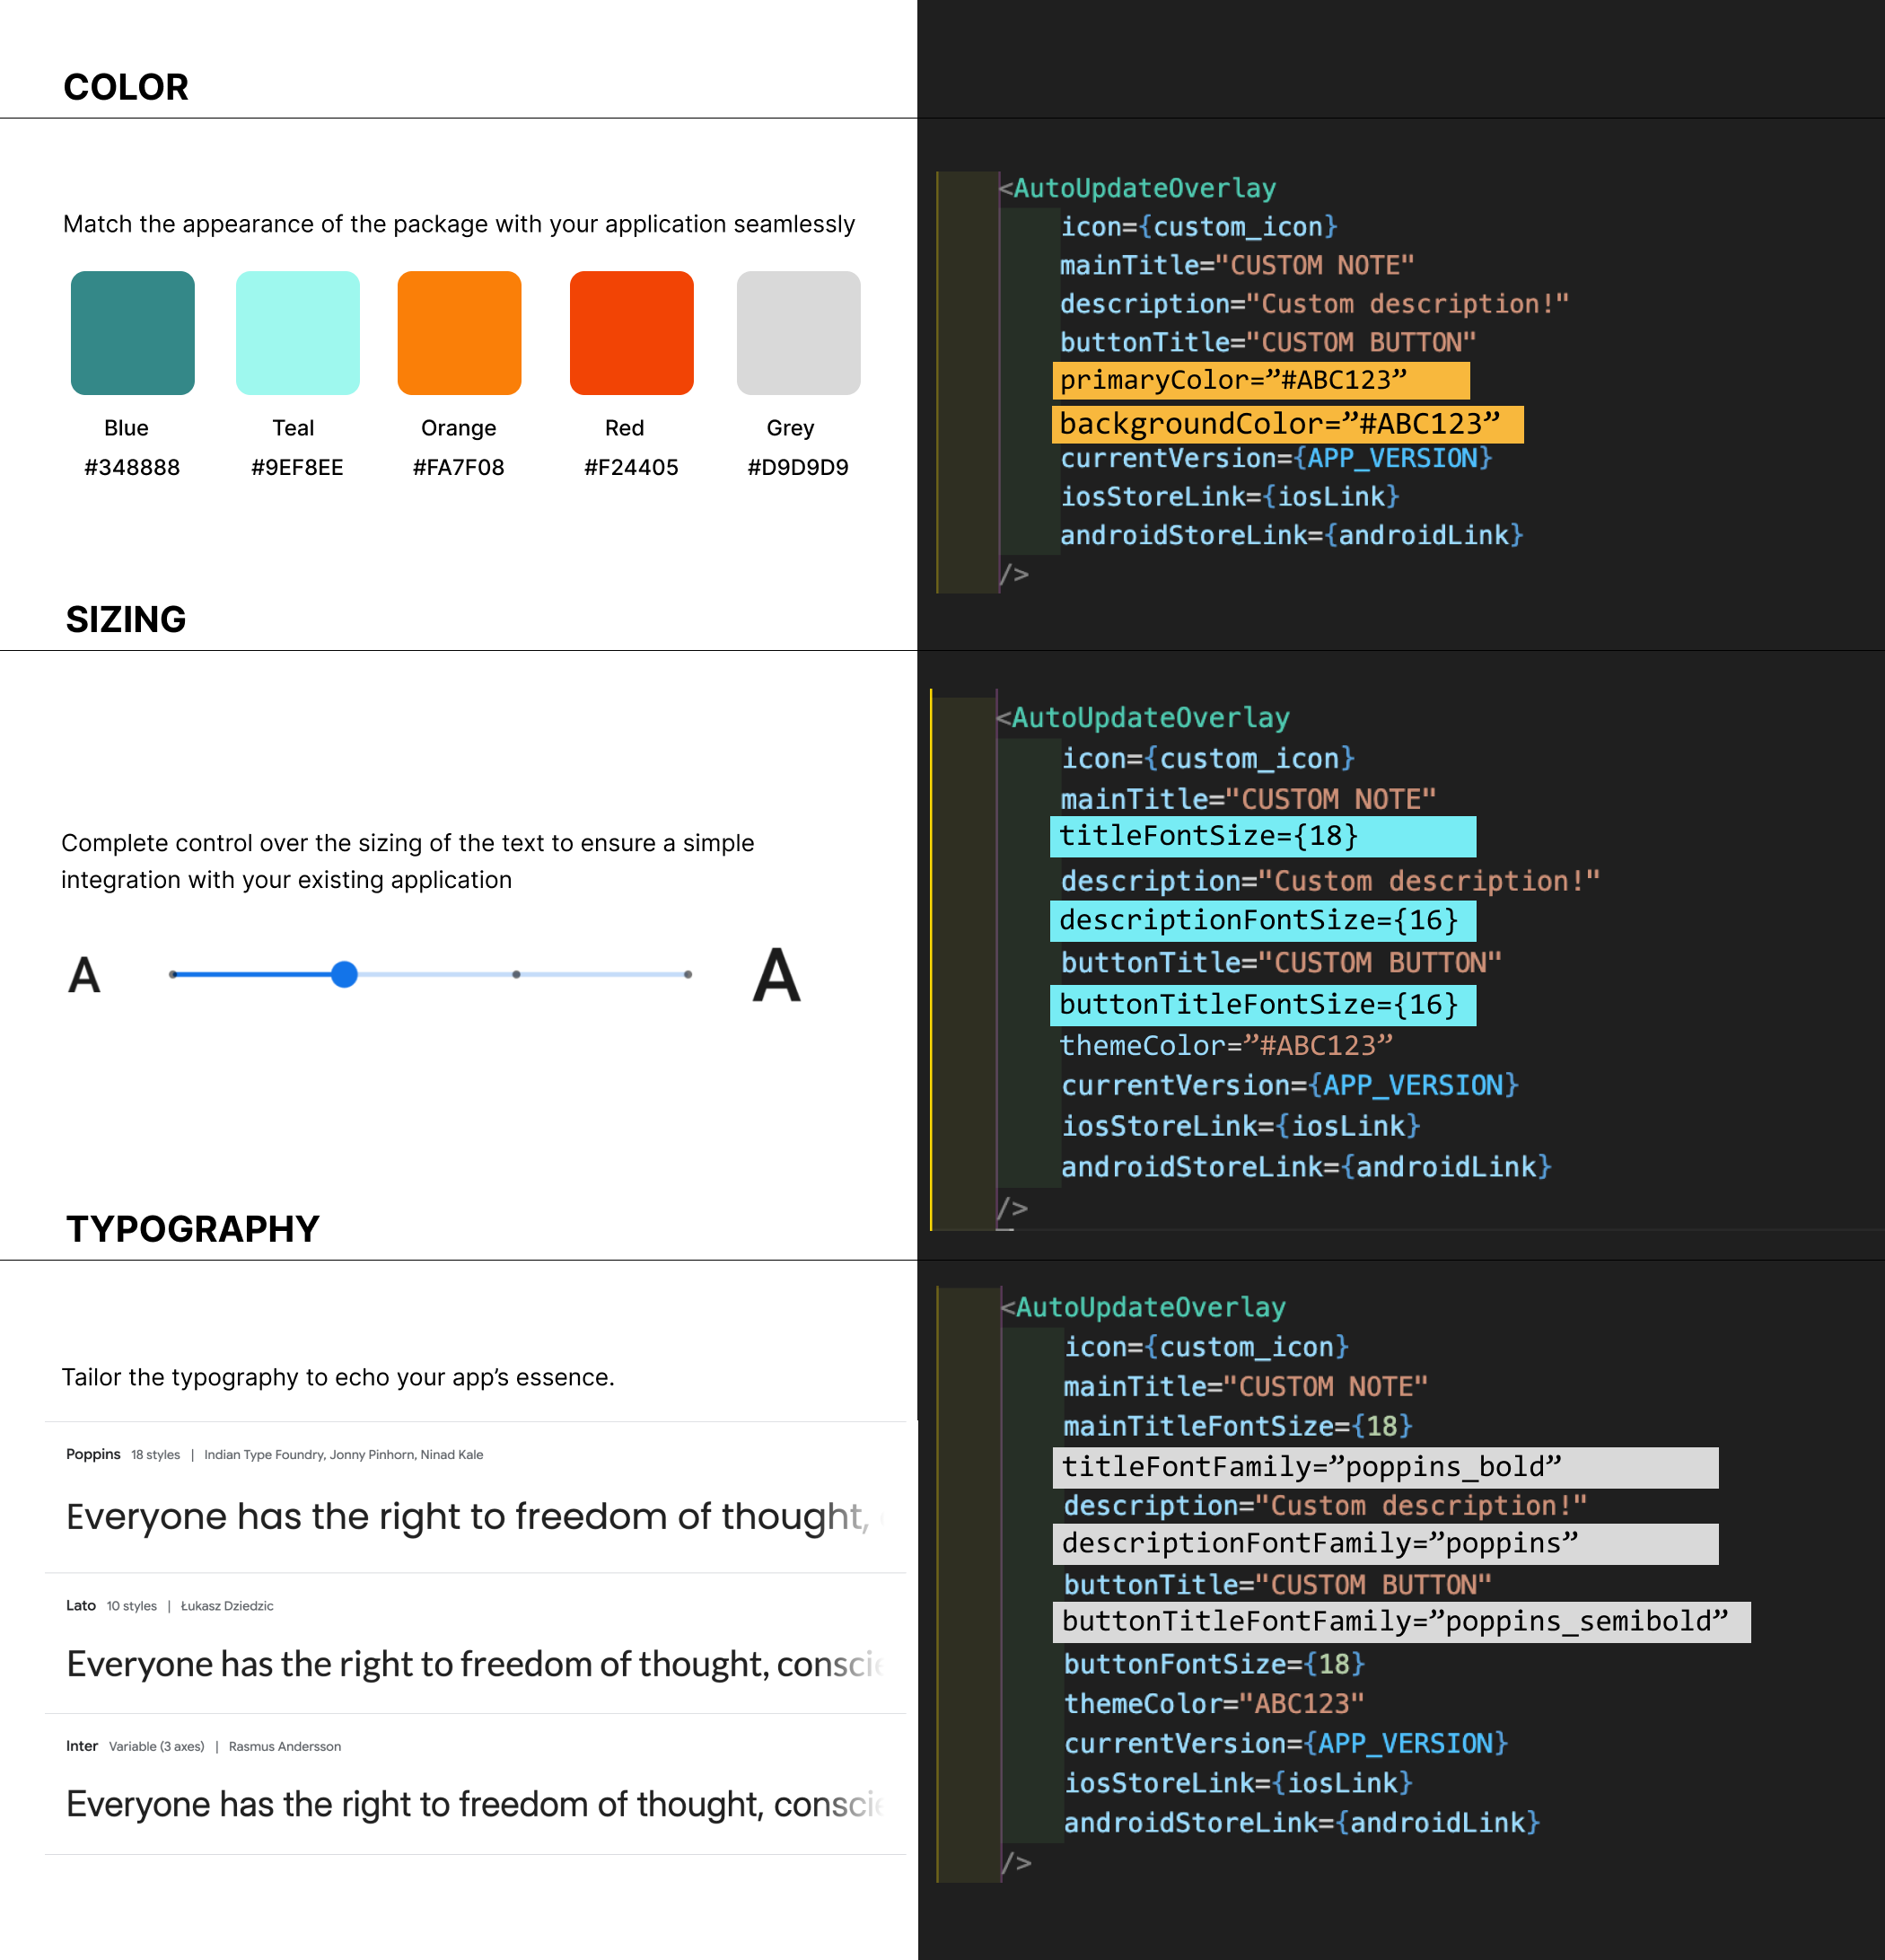 COLOR
Match the appearance of the package with your application seamlessly
Blue
Teal
Orange
Red
Grey
#348888
#9EF8EE
#FA7F08
#F24405
#D9D9D9
<AutoUpdateOverlay
icon={custom_icon}
mainTitle="CUSTOM NOTE"
description="Custom description!"
buttonTitle="CUSTOM BUTTON"
primaryColor=”#ABC123”
backgroundColor=”#ABC123”
currentVersion={APP_VERSION}
iosStoreLink={iosLink}
androidStoreLink={androidLink}
/>
SIZING
Complete control over the sizing of the text to ensure a simple
integration with your existing application
A
A
<AutoUpdateOverlay
icon={custom_icon}
mainTitle="CUSTOM NOTE"
titleFontSize={18}
description="Custom description!"
descriptionFontSize={16}
buttonTitle="CUSTOM BUTTON"
buttonTitleFontSize={16}
themeColor=”#ABC123”
currentVersion={APP_VERSION}
iosStoreLink={iosLink}
androidStoreLink={androidLink}
/>
TYPOGRAPHY
Tailor the typography to echo your app’s essence.
Poppins 18 styles | Indian Type Foundry, Jonny Pinhorn, Ninad Kale
Everyone has the right to freedom of thought,
Lato 10 styles | Łukasz Dziedzic
Everyone has the right to freedom of thought, conscie
Inter Variable (3 axes) | Rasmus Andersson
Everyone has the right to freedom of thought, conscie
<AutoUpdateOverlay
icon={custom_icon}
mainTitle="CUSTOM NOTE"
mainTitleFontSize={18}
titleFontFamily=”poppins_bold”
description="Custom description!"
descriptionFontFamily=”poppins”
buttonTitle="CUSTOM BUTTON"
buttonTitleFontFamily=”poppins_semibold”
buttonFontSize={18}
themeColor="ABC123"
currentVersion={APP_VERSION}
iosStoreLink={iosLink}
androidStoreLink={androidLink}
/>